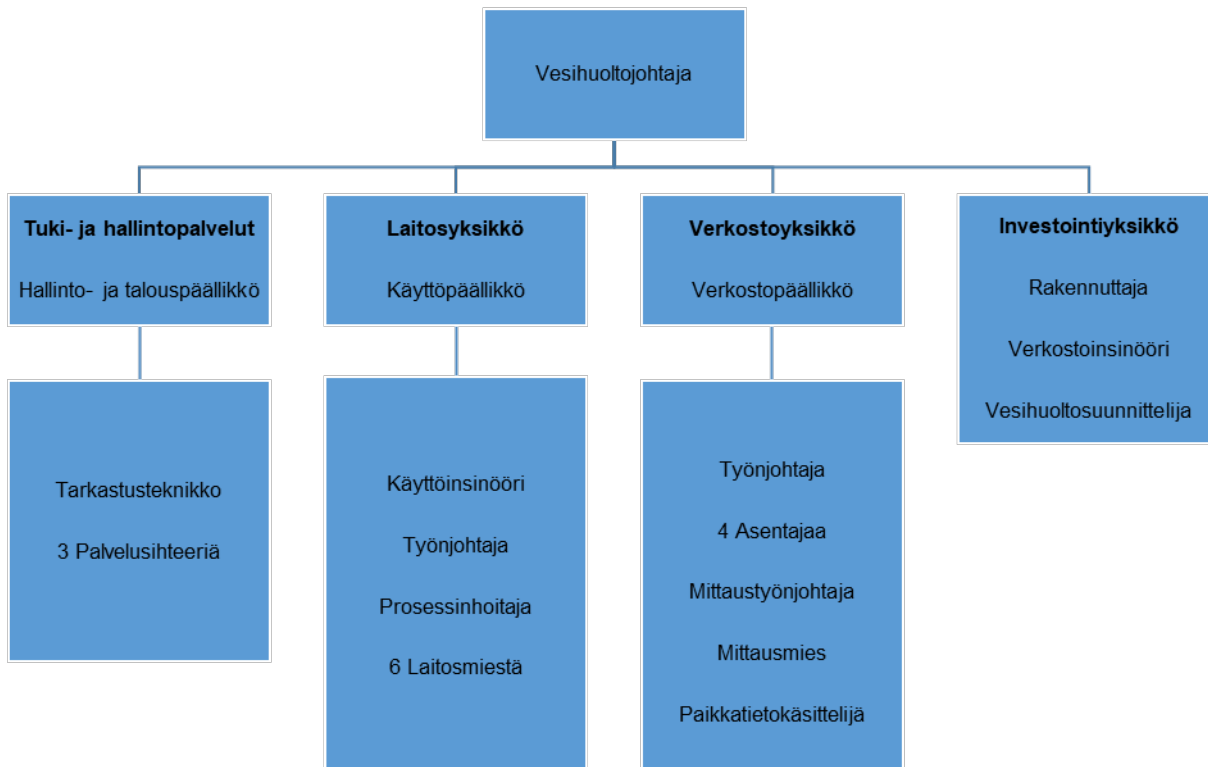 Vesihuoltojohtaja
Tuki- ja hallintopalvelut
Hallinto- ja talouspäällikkö
Tarkastusteknikko
3 Palvelusihteeriä
Laitosyksikkö
Käyttöpäällikkö
Käyttöinsinööri
Työnjohtaja
Prosessinhoitaja
6 Laitosmiestä
Verkostoyksikkö
Verkostopäällikkö
Työnjohtaja
4 Asentajaa
Mittaustyönjohtaja
Mittausmies
Paikkatietokäsittelijä
Investointiyksikkö
Rakennuttaja
Verkostoinsinööri
Vesihuoltosuunnittelija